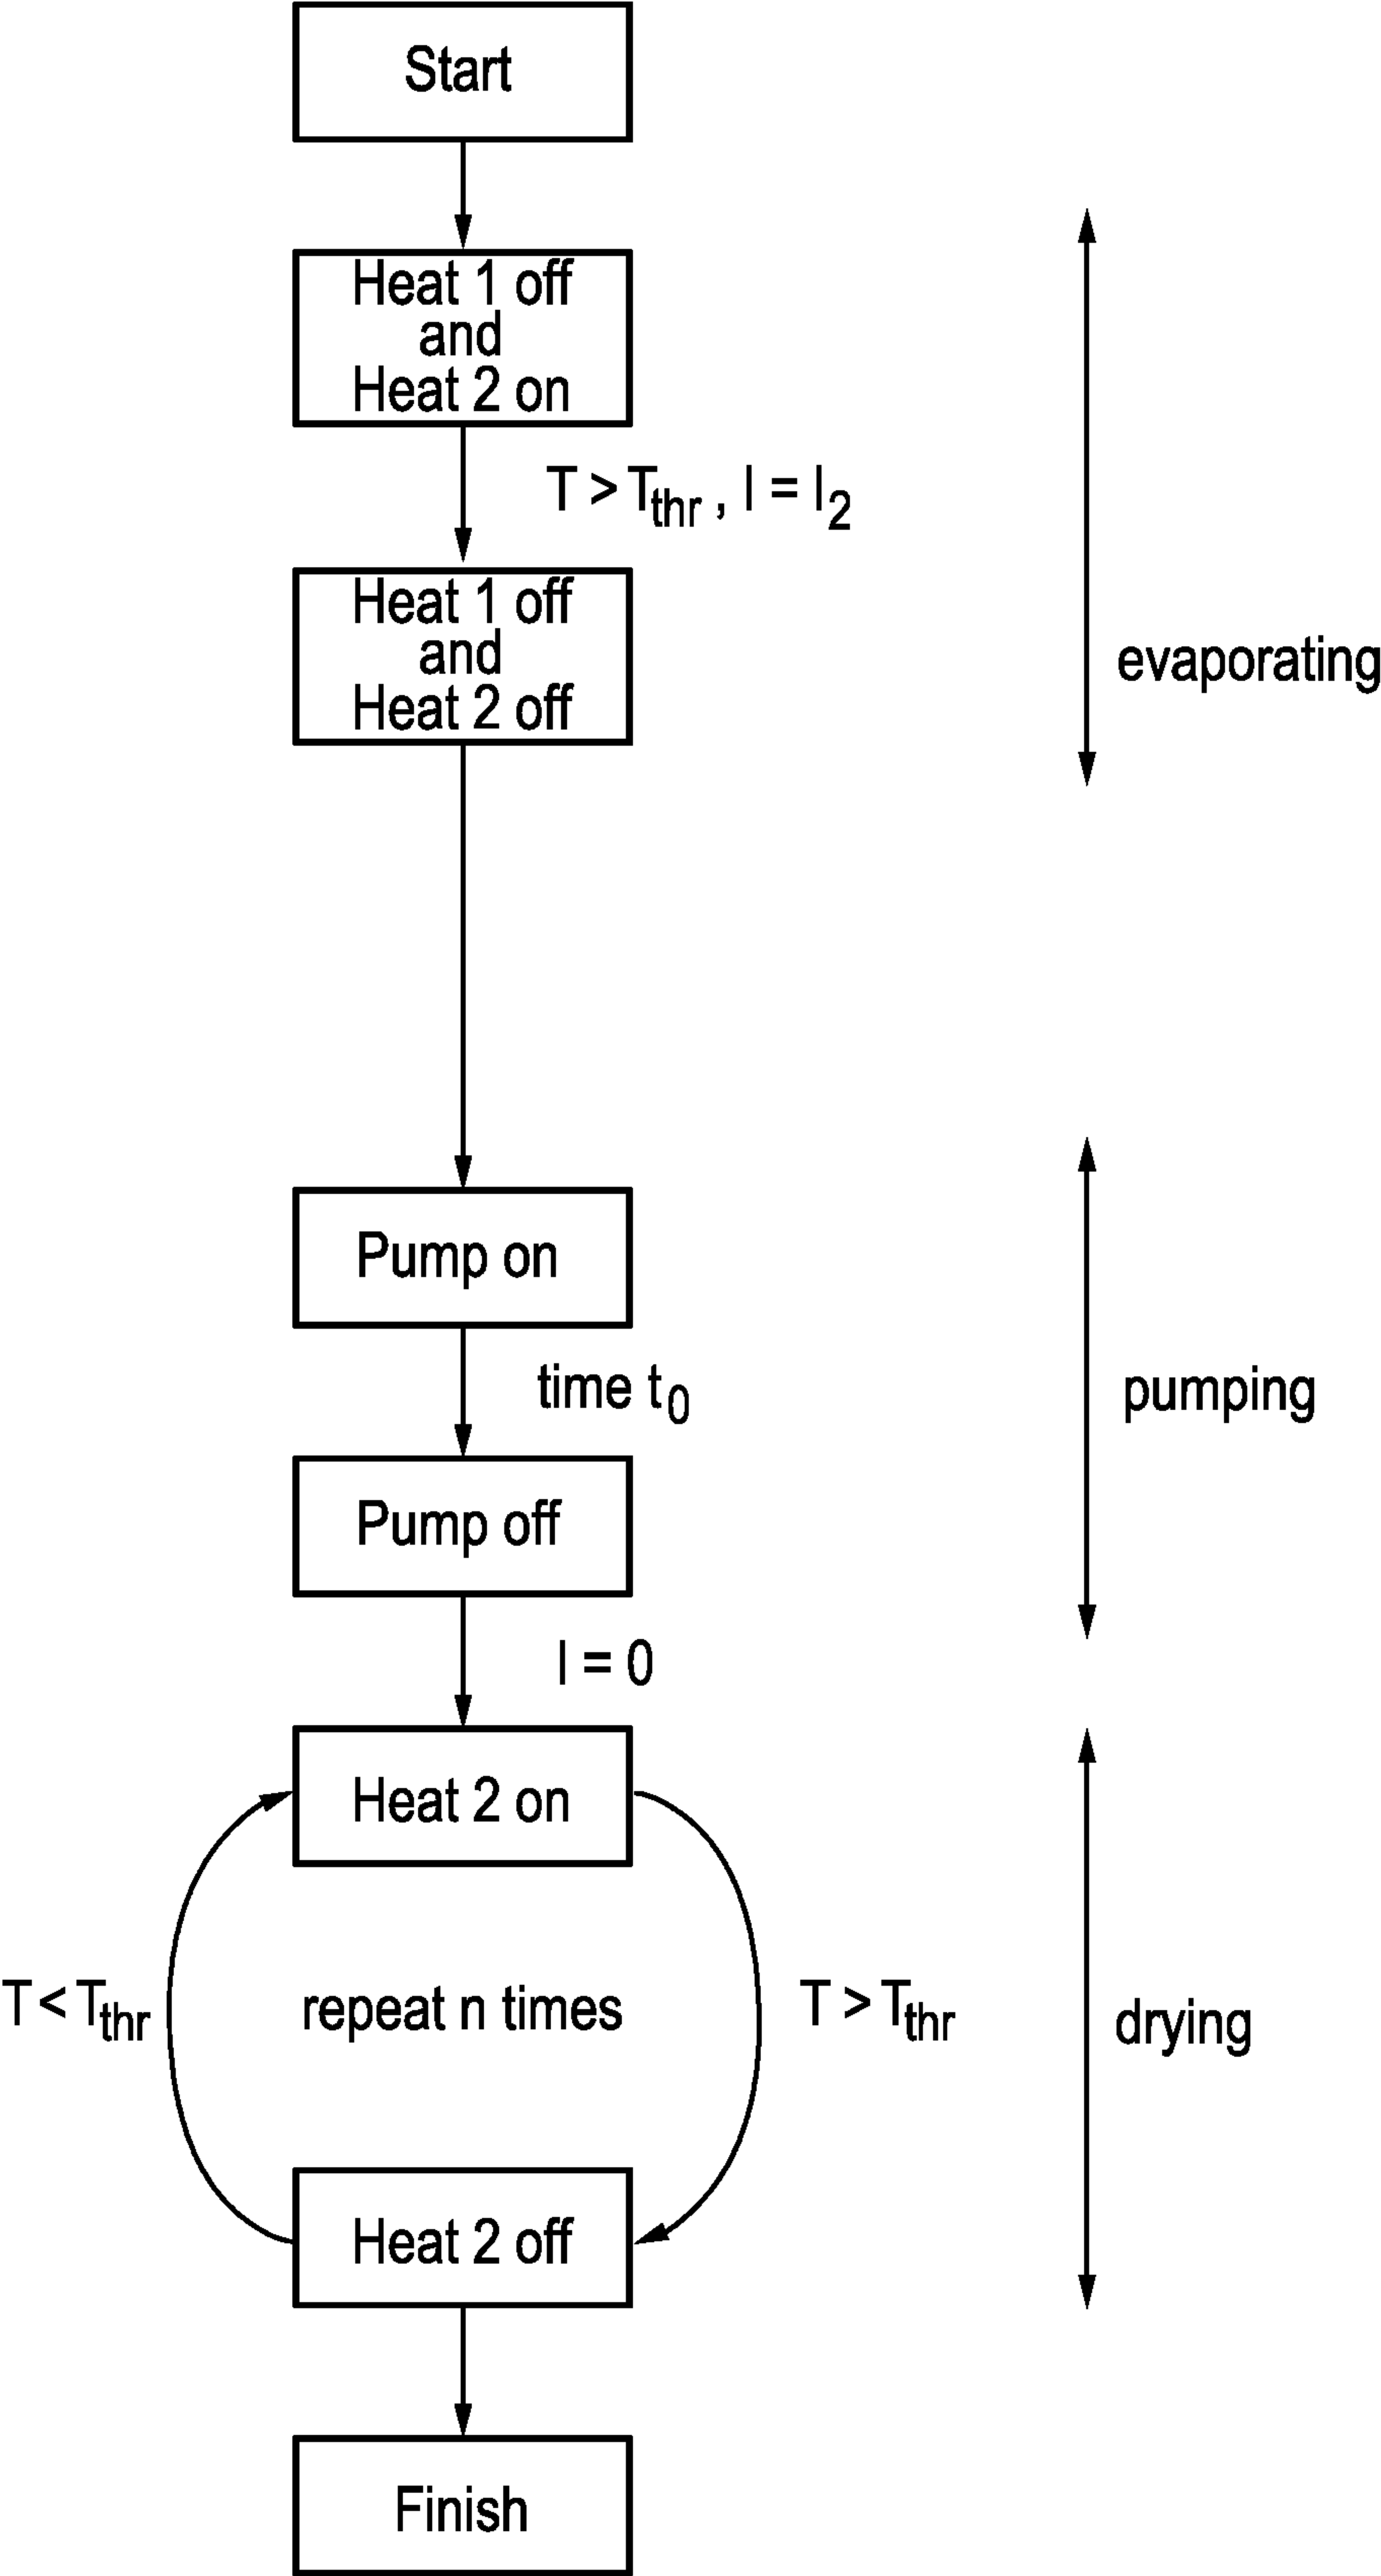 Start
Heat 1 off
and
Heat 2 on
T > Tthr , l = l2
Heat 1 off
and
Heat 2 off
evaporating
Pump on
time t0
pumping
Pump off
l = 0
Heat 2 on
T < Tthr
repeat n times
T > Tthr
drying
Heat 2 off
Finish